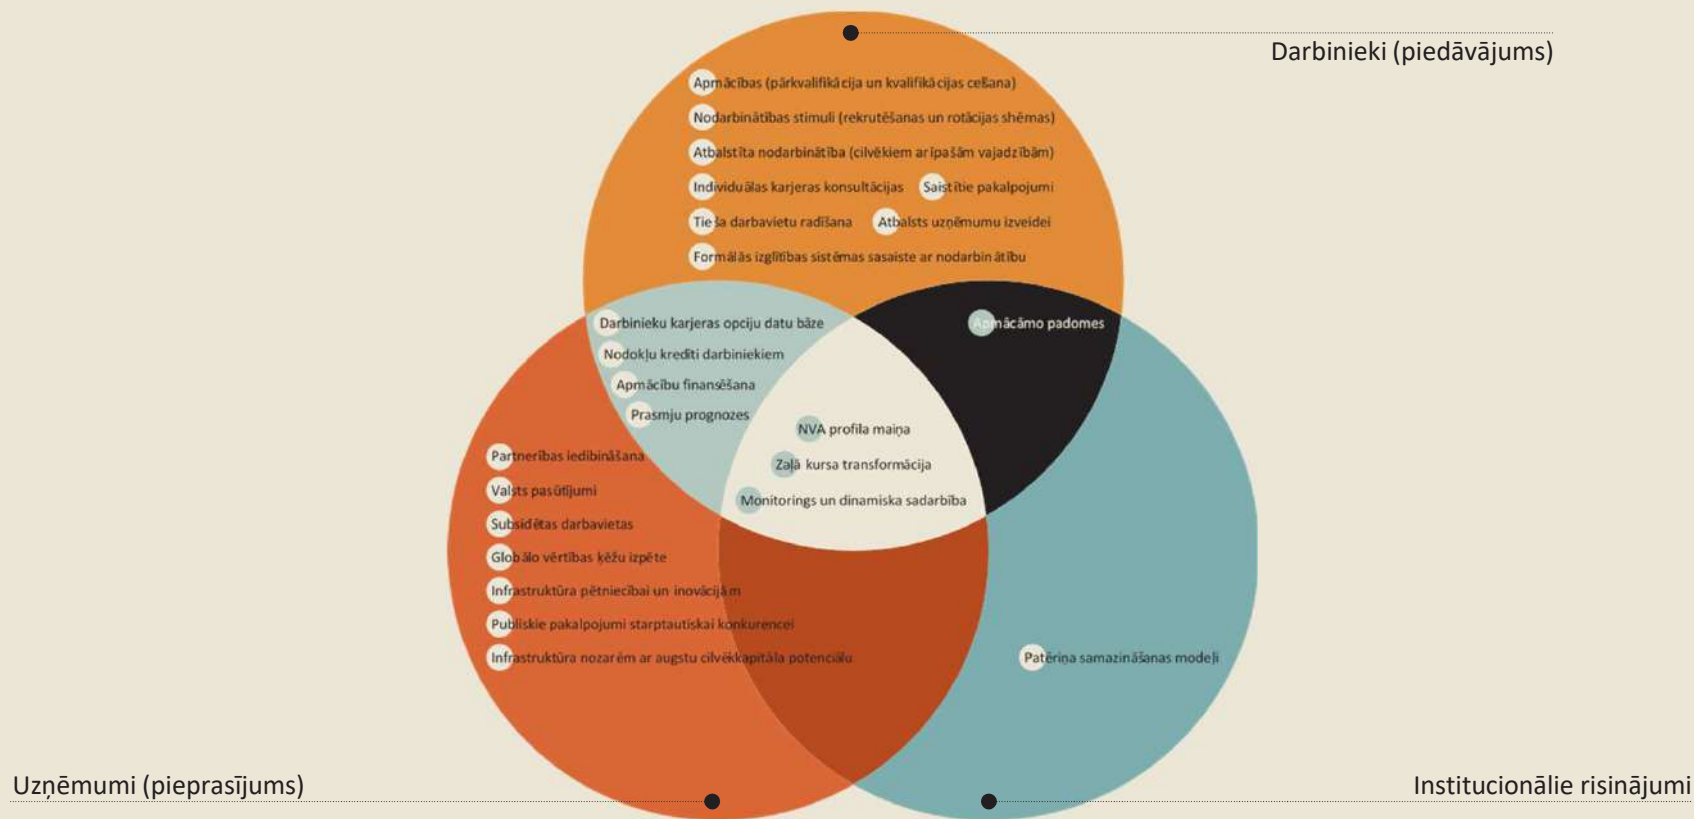 Darbinieki (piedāvājums)
Apmācības (pārkvalifikācija un kvalifikācijas celšana)
Nodarbinātības stimuli (rekrutēšanas un rotācijas shēmas)
Atbalstīta nodarbinātība (cilvēkiem ar īpašām vajadzībām)
Individuālas karjeras konsultācijas Saistītie pakalpojumi
Tieša darbavietu radīšana Atbalsts uzņēmumu izveidei
Formālās izglītības sistēmas sasaiste ar nodarbinātību
Darbinieku karjeras opciju datu bāze
Nodokļu kredīti darbiniekiem
Apmācību finansēšana
Prasmju prognozes
Apmācāmo padomes
NVA profila maiņa
Zaļā kursa transformācija
Monitorings un dinamiska sadarbība
Partnerības iedibināšana
Valsts pasūtījumi
Subsidētas darbavietas
Globālo vērtības ķēžu izpēte
Infrastruktūra pētniecībai un inovācijām
Publiskie pakalpojumi starptautiskai konkurencei
Infrastruktūra nozarēm ar augstu cilvēkkapitāla potenciālu
Patēriņa samazināšanas modeļi
Uzņēmumi (pieprasījums)
Institucionālie risinājumi